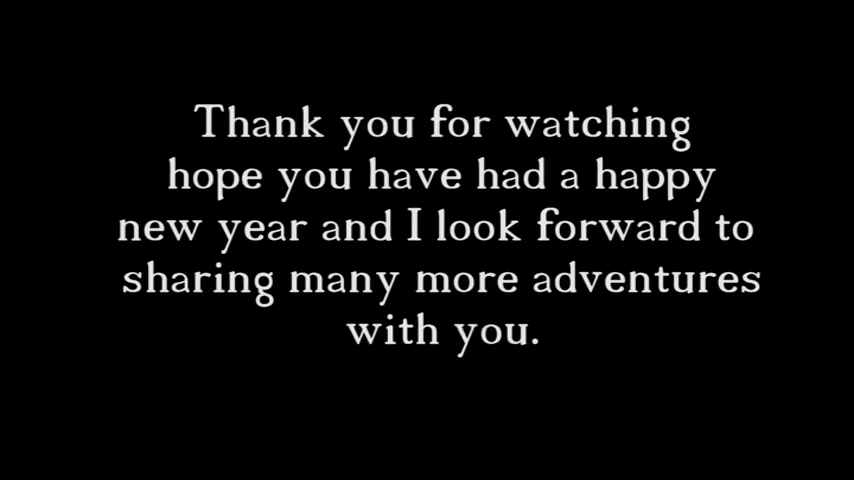 Thank you for watching
hope you have had a happy
new year and I look forward to
sharing many more adventures
with you.